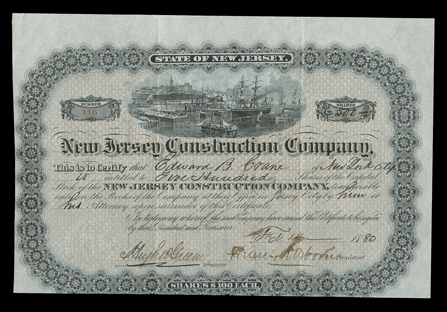 STATE OF NEW JERSEY.
NUMBER SHARES
116 500
New Jersey Construction Company,
This is to Certify that Edward B. Crane of New York City
is entitled to Five Hundred Shares of the Capital
Stock of the NEW JERSEY CONSTRUCTION COMPANY, transferable
only on the Books of the Company at their Office in Jersey City by him or
his Attorney upon surrender of this Certificate.
In testimony whereof the said Company have caused this Certificate to be signed
by their President and Treasurer
1880
President
SHARES $100 EACH.